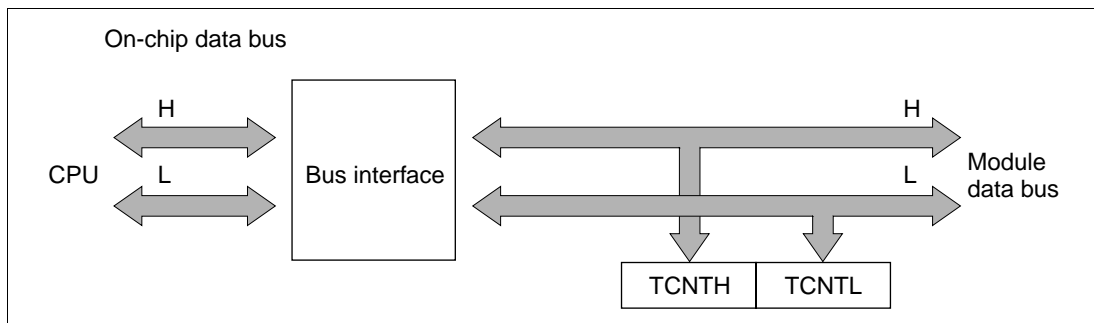 On-chip data bus
H
H
CPU
L
Bus interface
L
Module
data bus
TCNTH
TCNTL